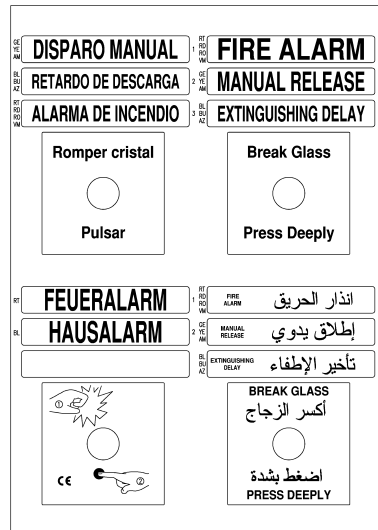 GE
YE
AM
DISPARO MANUAL
BL
BU
AZ
RETARDO DE DESCARGA
RT
RD
RO
VM
ALARMA DE INCENDIO
Romper cristal
Pulsar
1
RT
RD
RO
VM
FIRE ALARM
2
GE
YE
AM
MANUAL RELEASE
3
BL
BU
AZ
EXTINGUISHING DELAY
Break Glass
Press Deeply
RT
FEUERALARM
BL
HAUSALARM
①
②
CE
1
RT
RD
RO
VM
FIRE
ALARM
انذار الحريق
2
GE
YE
AM
MANUAL
RELEASE
إطلاق يدوي
BL
BU
AZ
EXTINGUISHING
DELAY
تأخير الإطفاء
BREAK GLASS
أكسر الزجاج
اضغط بشدة
PRESS DEEPLY